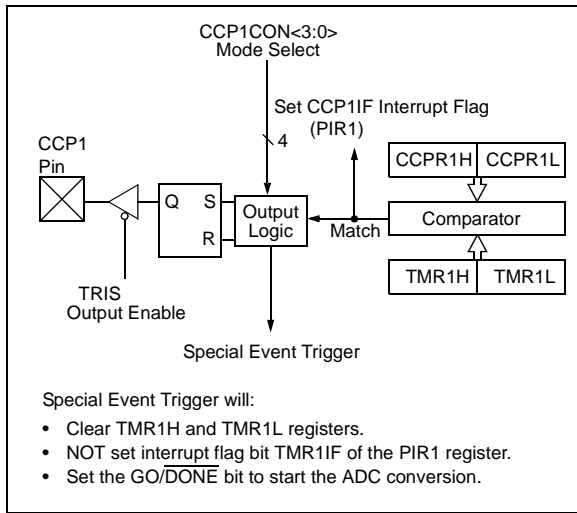 CCP1CON<3:0>
Mode Select
Set CCP1IF Interrupt Flag
(PIR1)
4
CCP1
Pin
CCPR1H CCPR1L
Q S
R
Output
Logic
Match
Comparator
TMR1H TMR1L
TRIS
Output Enable
Special Event Trigger
Special Event Trigger will:
• Clear TMR1H and TMR1L registers.
• NOT set interrupt flag bit TMR1IF of the PIR1 register.
• Set the GO/DONE bit to start the ADC conversion.